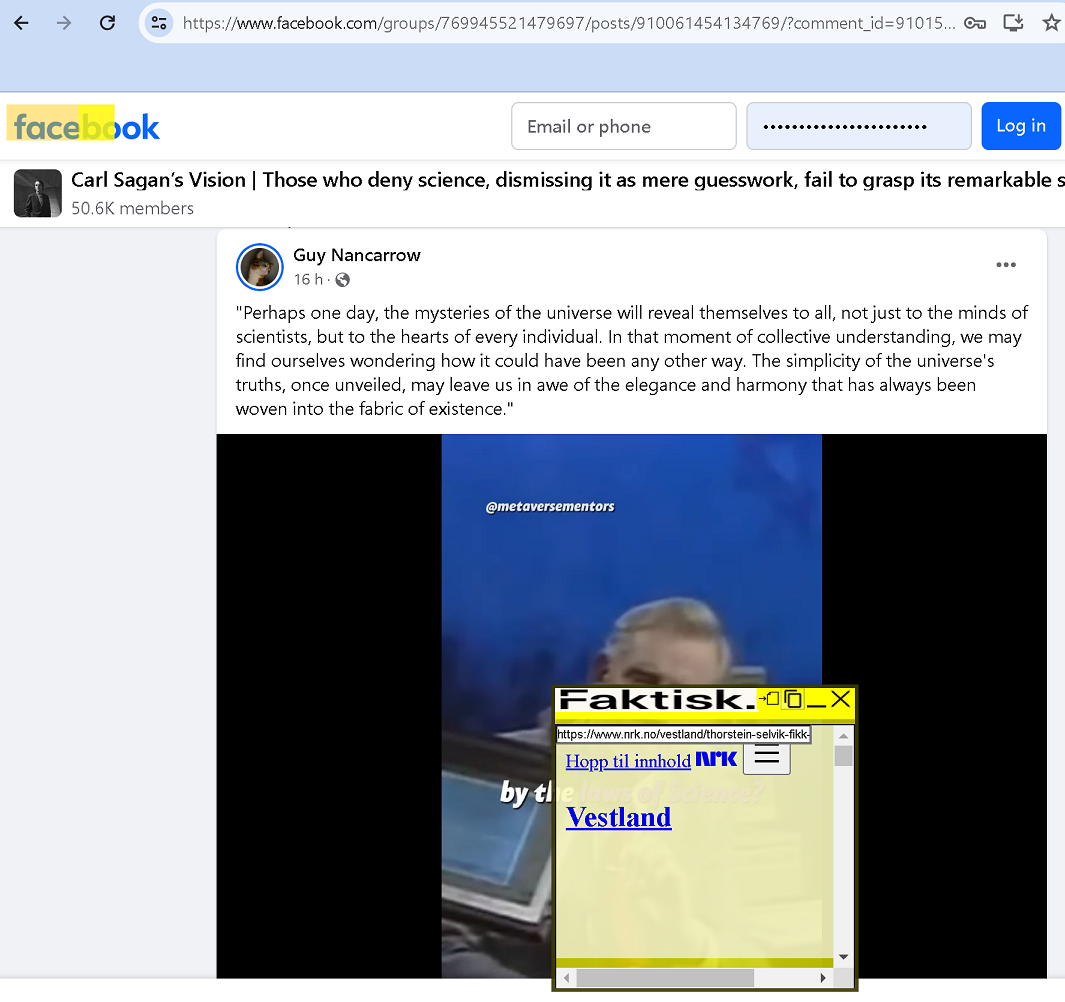 https://www.facebook.com/groups/769945521479697/posts/910061454134769/?comment_id=91015...
facebook
Email or phone
Log in
Carl Sagan's Vision | Those who deny science, dismissing it as mere guesswork, fail to grasp its remarkable s
50.6K members
Guy Nancarrow
16 h ·
"Perhaps one day, the mysteries of the universe will reveal themselves to all, not just to the minds of
scientists, but to the hearts of every individual. In that moment of collective understanding, we may
find ourselves wondering how it could have been any other way. The simplicity of the universe's
truths, once unveiled, may leave us in awe of the elegance and harmony that has always been
woven into the fabric of existence."
@metaversementors
Faktisk.
https://www.nrk.no/vestland/thorstein-selvik-fikk-
Hopp til innhold nrk
by the laws of Science?
Vestland